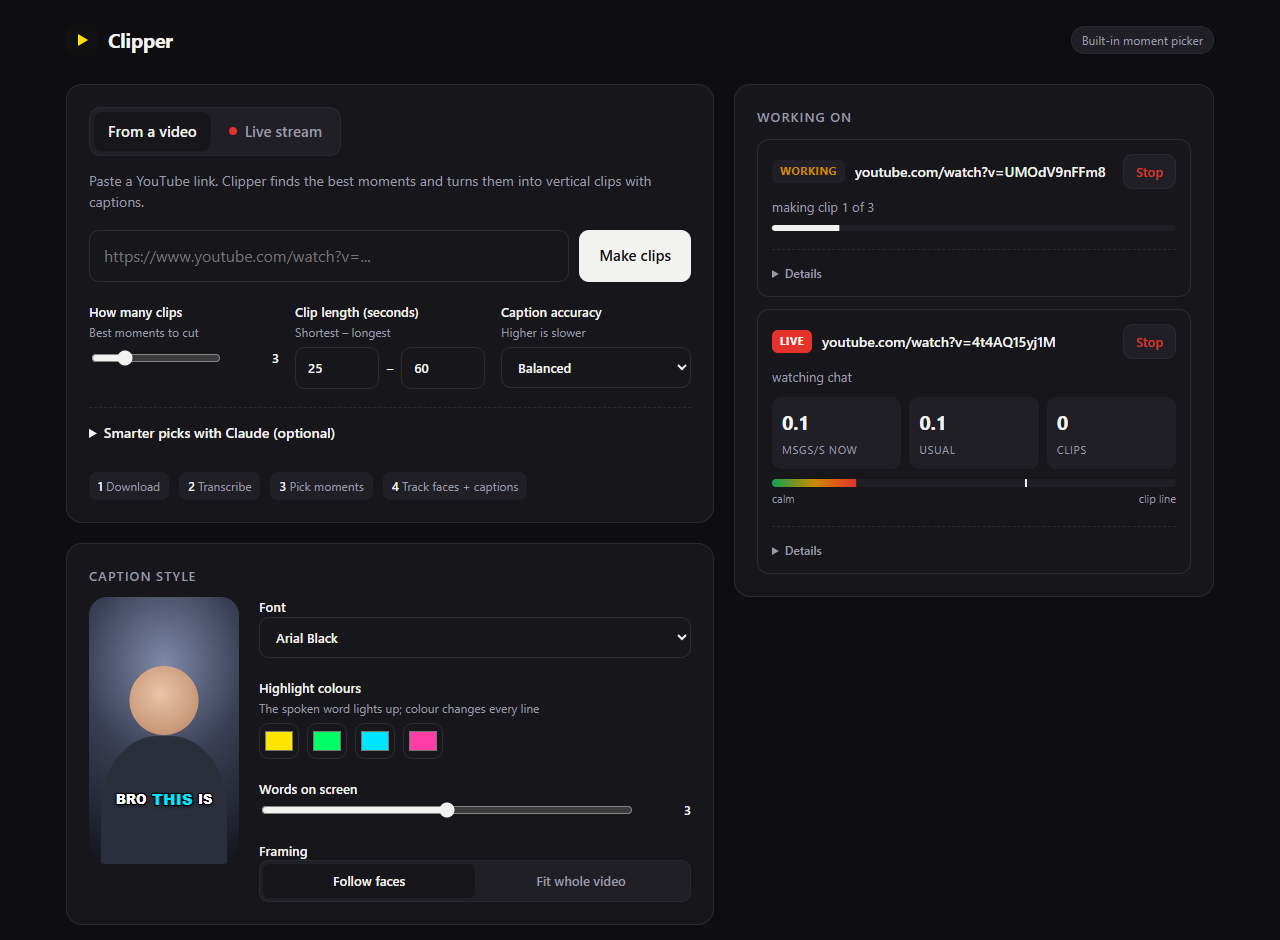 Clipper
Built-in moment picker
From a video
Live stream
Paste a YouTube link. Clipper finds the best moments and turns them into vertical clips with
captions.
https://www.youtube.com/watch?v=...
Make clips
How many clips
Best moments to cut
3
Clip length (seconds)
Shortest – longest
25 – 60
Caption accuracy
Higher is slower
Balanced
Smarter picks with Claude (optional)
1 Download
2 Transcribe
3 Pick moments
4 Track faces + captions
CAPTION STYLE
BRO THIS IS
Font
Arial Black
Highlight colours
The spoken word lights up; colour changes every line
Words on screen
3
Framing
Follow faces
Fit whole video
WORKING ON
WORKING youtube.com/watch?v=UMOdV9nFFm8 Stop
making clip 1 of 3
Details
LIVE youtube.com/watch?v=4t4AQ15yj1M Stop
watching chat
0.1
MSGS/S NOW
0.1
USUAL
0
CLIPS
calm
clip line
Details